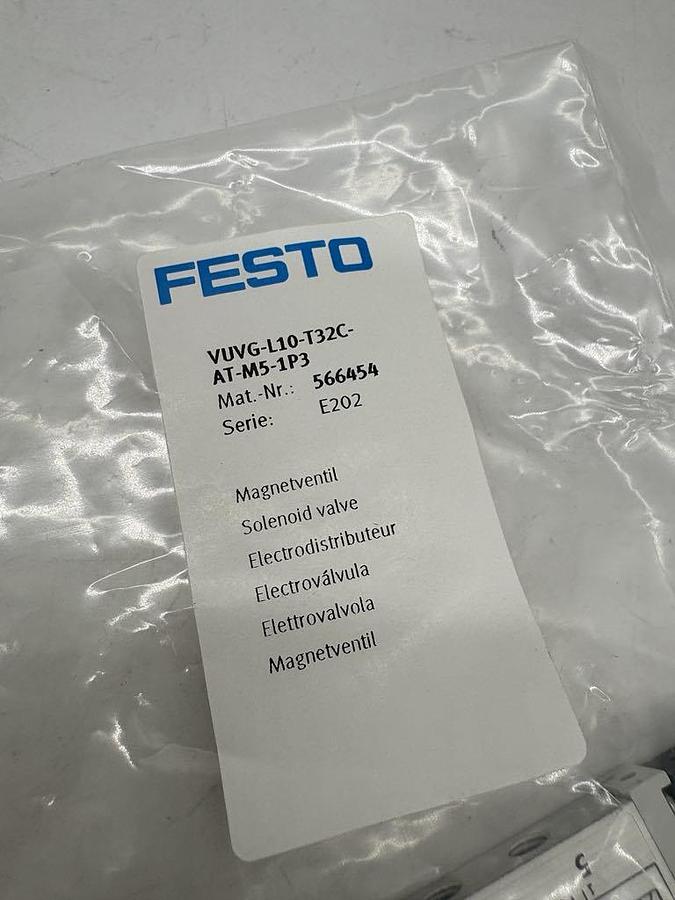 FESTO
VUVG-L10-T32C-
AT-M5-1P3
Mat.-Nr.: 566454
Serie: E202
Magnetventil
Solenoid valve
Electrodistributeur
Electroválvula
Elettrovalvola
Magnetventil